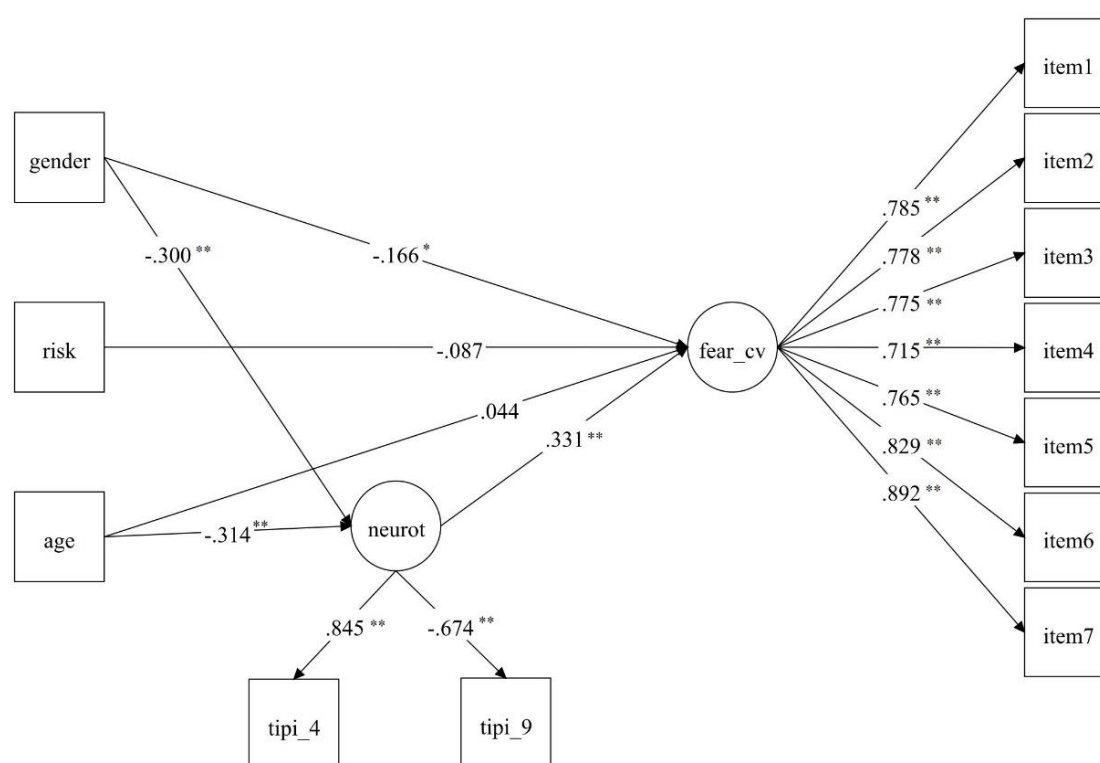 item1
gender
item2
.785 **
-.300 **
-.166 *
.778 **
item3
.775 **
risk
-.087
fear_cv
.715 **
item4
.765 **
.044
.331 **
.829 **
item5
.892 **
age
-.314 **
neurot
item6
.845 **
-.674 **
item7
tipi_4
tipi_9